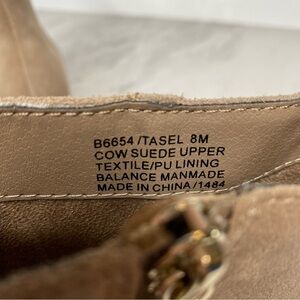 B6654 /TASEL 8M
COW SUEDE UPPER
TEXTILE/PU LINING
BALANCE MANMADE
MADE IN CHINA/1484